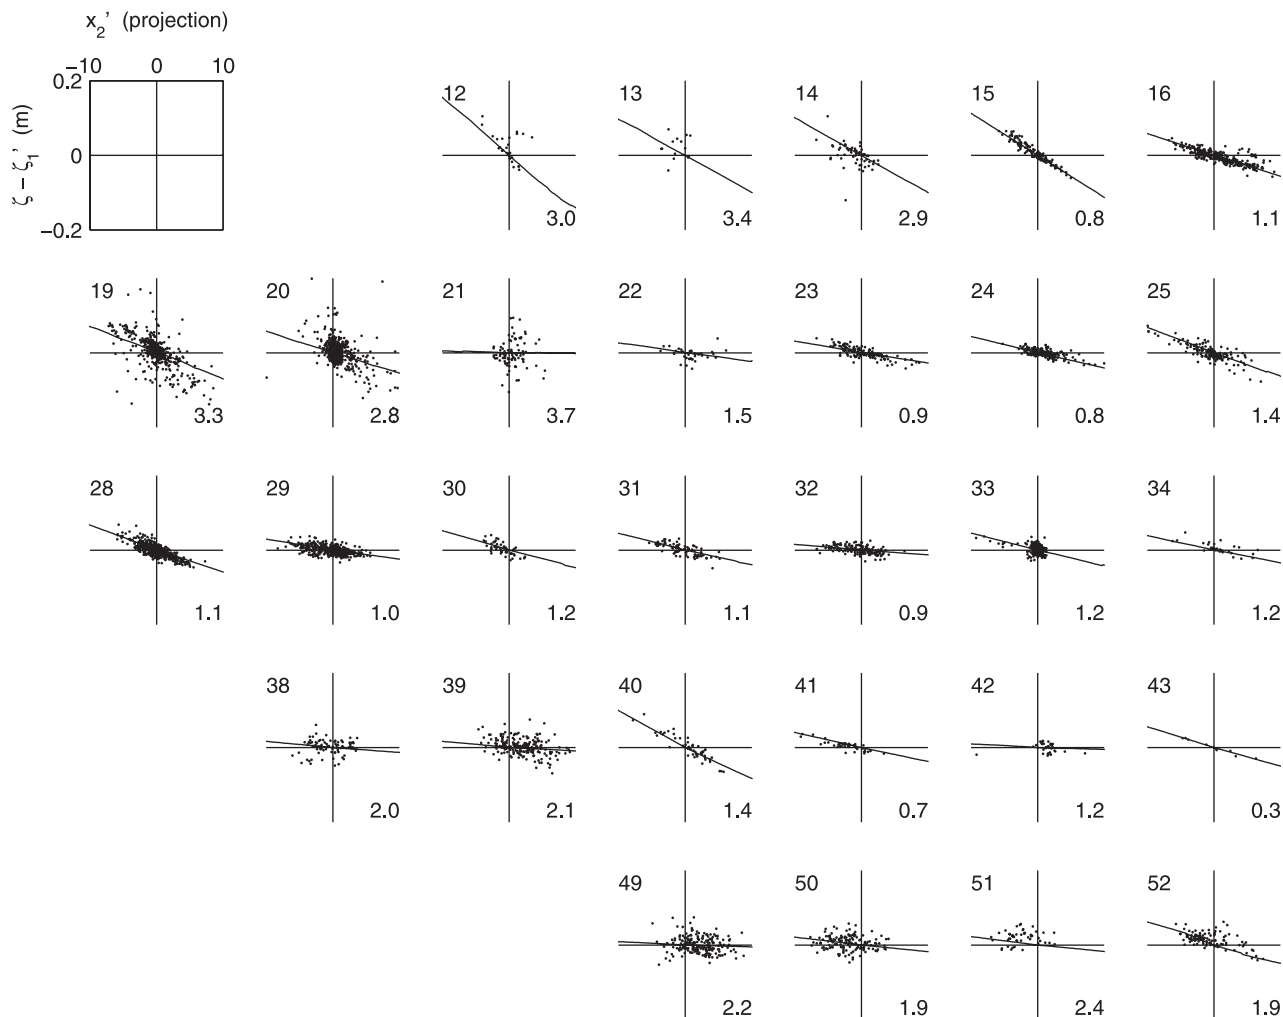 x₂’ (projection)
−10 0 10
0.2
0
−0.2
ζ − ζ₁’ (m)
12 13 14 15 16
3.0 3.4 2.9 0.8 1.1
19 20 21 22 23 24 25
3.3 2.8 3.7 1.5 0.9 0.8 1.4
28 29 30 31 32 33 34
1.1 1.0 1.2 1.1 0.9 1.2 1.2
38 39 40 41 42 43
2.0 2.1 1.4 0.7 1.2 0.3
49 50 51 52
2.2 1.9 2.4 1.9